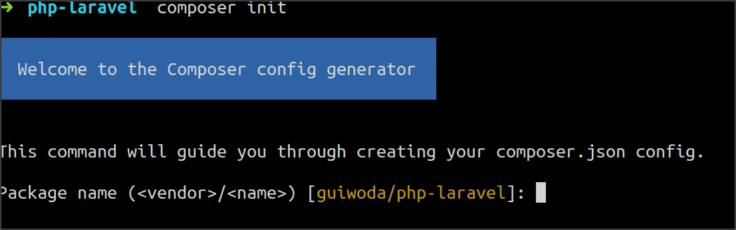 ➜ php-laravel composer init
Welcome to the Composer config generator
This command will guide you through creating your composer.json config.
Package name (<vendor>/<name>) [guiwoda/php-laravel]: